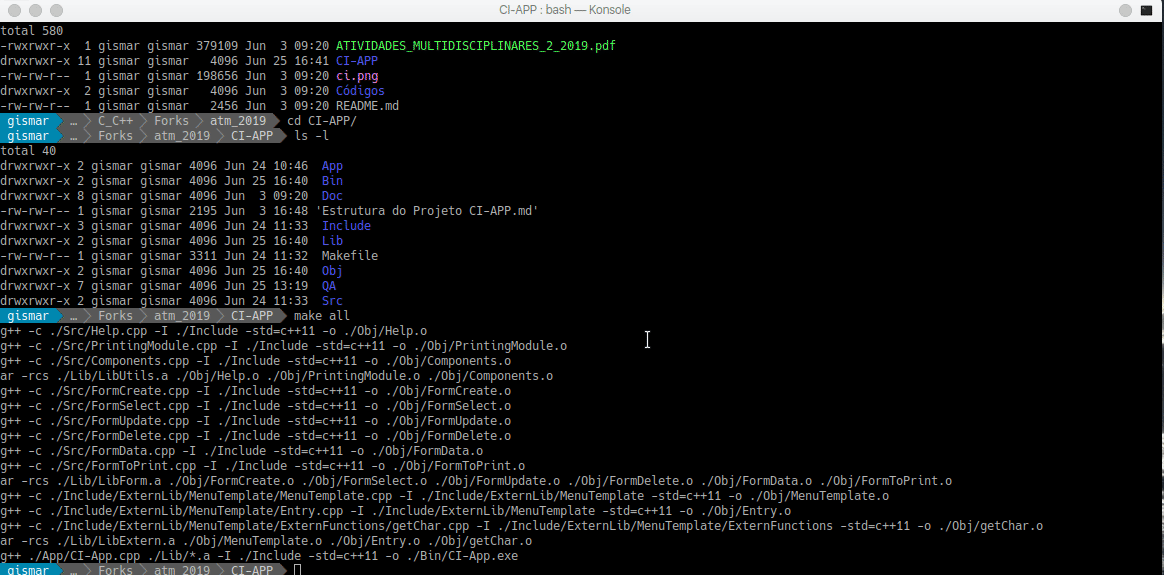 CI-APP : bash — Konsole
total 580
-rwxrwxr-x  1 gismar gismar 379109 Jun  3 09:20 ATIVIDADES_MULTIDISCIPLINARES_2_2019.pdf
drwxrwxr-x 11 gismar gismar   4096 Jun 25 16:41 CI-APP
-rw-rw-r--  1 gismar gismar 198656 Jun  3 09:20 ci.png
drwxrwxr-x  2 gismar gismar   4096 Jun  3 09:20 Códigos
-rw-rw-r--  1 gismar gismar   2456 Jun  3 09:20 README.md
gismar … C_C++ Forks atm_2019 cd CI-APP/
gismar … Forks atm_2019 CI-APP ls -l
total 40
drwxrwxr-x 2 gismar gismar 4096 Jun 24 10:46  App
drwxrwxr-x 2 gismar gismar 4096 Jun 25 16:40  Bin
drwxrwxr-x 8 gismar gismar 4096 Jun  3 09:20  Doc
-rw-rw-r-- 1 gismar gismar 2195 Jun  3 16:48 'Estrutura do Projeto CI-APP.md'
drwxrwxr-x 3 gismar gismar 4096 Jun 24 11:33  Include
drwxrwxr-x 2 gismar gismar 4096 Jun 25 16:40  Lib
-rw-rw-r-- 1 gismar gismar 3311 Jun 24 11:32  Makefile
drwxrwxr-x 2 gismar gismar 4096 Jun 25 16:40  Obj
drwxrwxr-x 7 gismar gismar 4096 Jun 25 13:19  QA
drwxrwxr-x 2 gismar gismar 4096 Jun 24 11:33  Src
gismar … Forks atm_2019 CI-APP make all
g++ -c ./Src/Help.cpp -I ./Include -std=c++11 -o ./Obj/Help.o
g++ -c ./Src/PrintingModule.cpp -I ./Include -std=c++11 -o ./Obj/PrintingModule.o
g++ -c ./Src/Components.cpp -I ./Include -std=c++11 -o ./Obj/Components.o
ar -rcs ./Lib/LibUtils.a ./Obj/Help.o ./Obj/PrintingModule.o ./Obj/Components.o
g++ -c ./Src/FormCreate.cpp -I ./Include -std=c++11 -o ./Obj/FormCreate.o
g++ -c ./Src/FormSelect.cpp -I ./Include -std=c++11 -o ./Obj/FormSelect.o
g++ -c ./Src/FormUpdate.cpp -I ./Include -std=c++11 -o ./Obj/FormUpdate.o
g++ -c ./Src/FormDelete.cpp -I ./Include -std=c++11 -o ./Obj/FormDelete.o
g++ -c ./Src/FormData.cpp -I ./Include -std=c++11 -o ./Obj/FormData.o
g++ -c ./Src/FormToPrint.cpp -I ./Include -std=c++11 -o ./Obj/FormToPrint.o
ar -rcs ./Lib/LibForm.a ./Obj/FormCreate.o ./Obj/FormSelect.o ./Obj/FormUpdate.o ./Obj/FormDelete.o ./Obj/FormData.o ./Obj/FormToPrint.o
g++ -c ./Include/ExternLib/MenuTemplate/MenuTemplate.cpp -I ./Include/ExternLib/MenuTemplate -std=c++11 -o ./Obj/MenuTemplate.o
g++ -c ./Include/ExternLib/MenuTemplate/Entry.cpp -I ./Include/ExternLib/MenuTemplate -std=c++11 -o ./Obj/Entry.o
g++ -c ./Include/ExternLib/MenuTemplate/ExternFunctions/getChar.cpp -I ./Include/ExternLib/MenuTemplate/ExternFunctions -std=c++11 -o ./Obj/getChar.o
ar -rcs ./Lib/LibExtern.a ./Obj/MenuTemplate.o ./Obj/Entry.o ./Obj/getChar.o
g++ ./App/CI-App.cpp ./Lib/*.a -I ./Include -std=c++11 -o ./Bin/CI-App.exe
gismar … Forks atm_2019 CI-APP